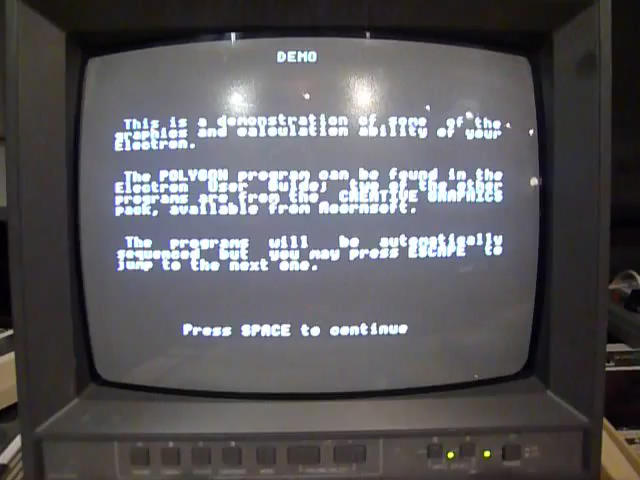 DEMO
This is a demonstration of some of the
graphics and calculation ability of your
Electron.
The POLYGON program can be found in the
Electron User Guide; two of the other
programs are from the CREATIVE GRAPHICS
pack, available from Acornsoft.
The programs will be automatically
sequenced but you may press ESCAPE to
jump to the next one.
Press SPACE to continue